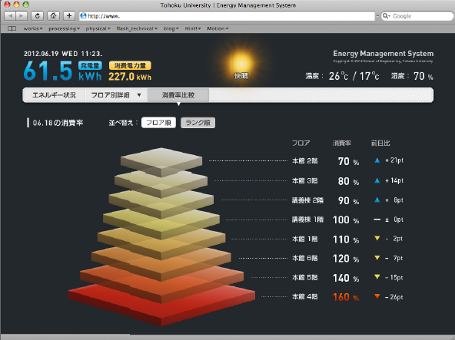 Tohoku University | Energy Management System
http://www.
Google
works▾ processing▾ physical▾ flash_technical▾ blog▾ Html▾ Motion▾
2012.06.19 WED 11:23.
61.5 kWh 発電量
消費電力量 227.0 kWh
快晴
Energy Management System
温度: 26℃ / 17℃ 湿度: 70 %
エネルギー状況 フロア別詳細 ▼ 消費率比較
06.18の消費率 並べ替え: フロア順 ランク順
フロア 消費率 前日比
本館 2階 70 % ▲ + 21pt
本館 3階 80 % ▲ + 14pt
講義棟 2階 90 % ▲ + 8pt
講義棟 1階 100 % — ± 0pt
本館 1階 110 % ▼ - 2pt
本館 6階 120 % ▼ - 7pt
本館 5階 140 % ▼ - 15pt
本館 4階 160 % ▼ - 26pt